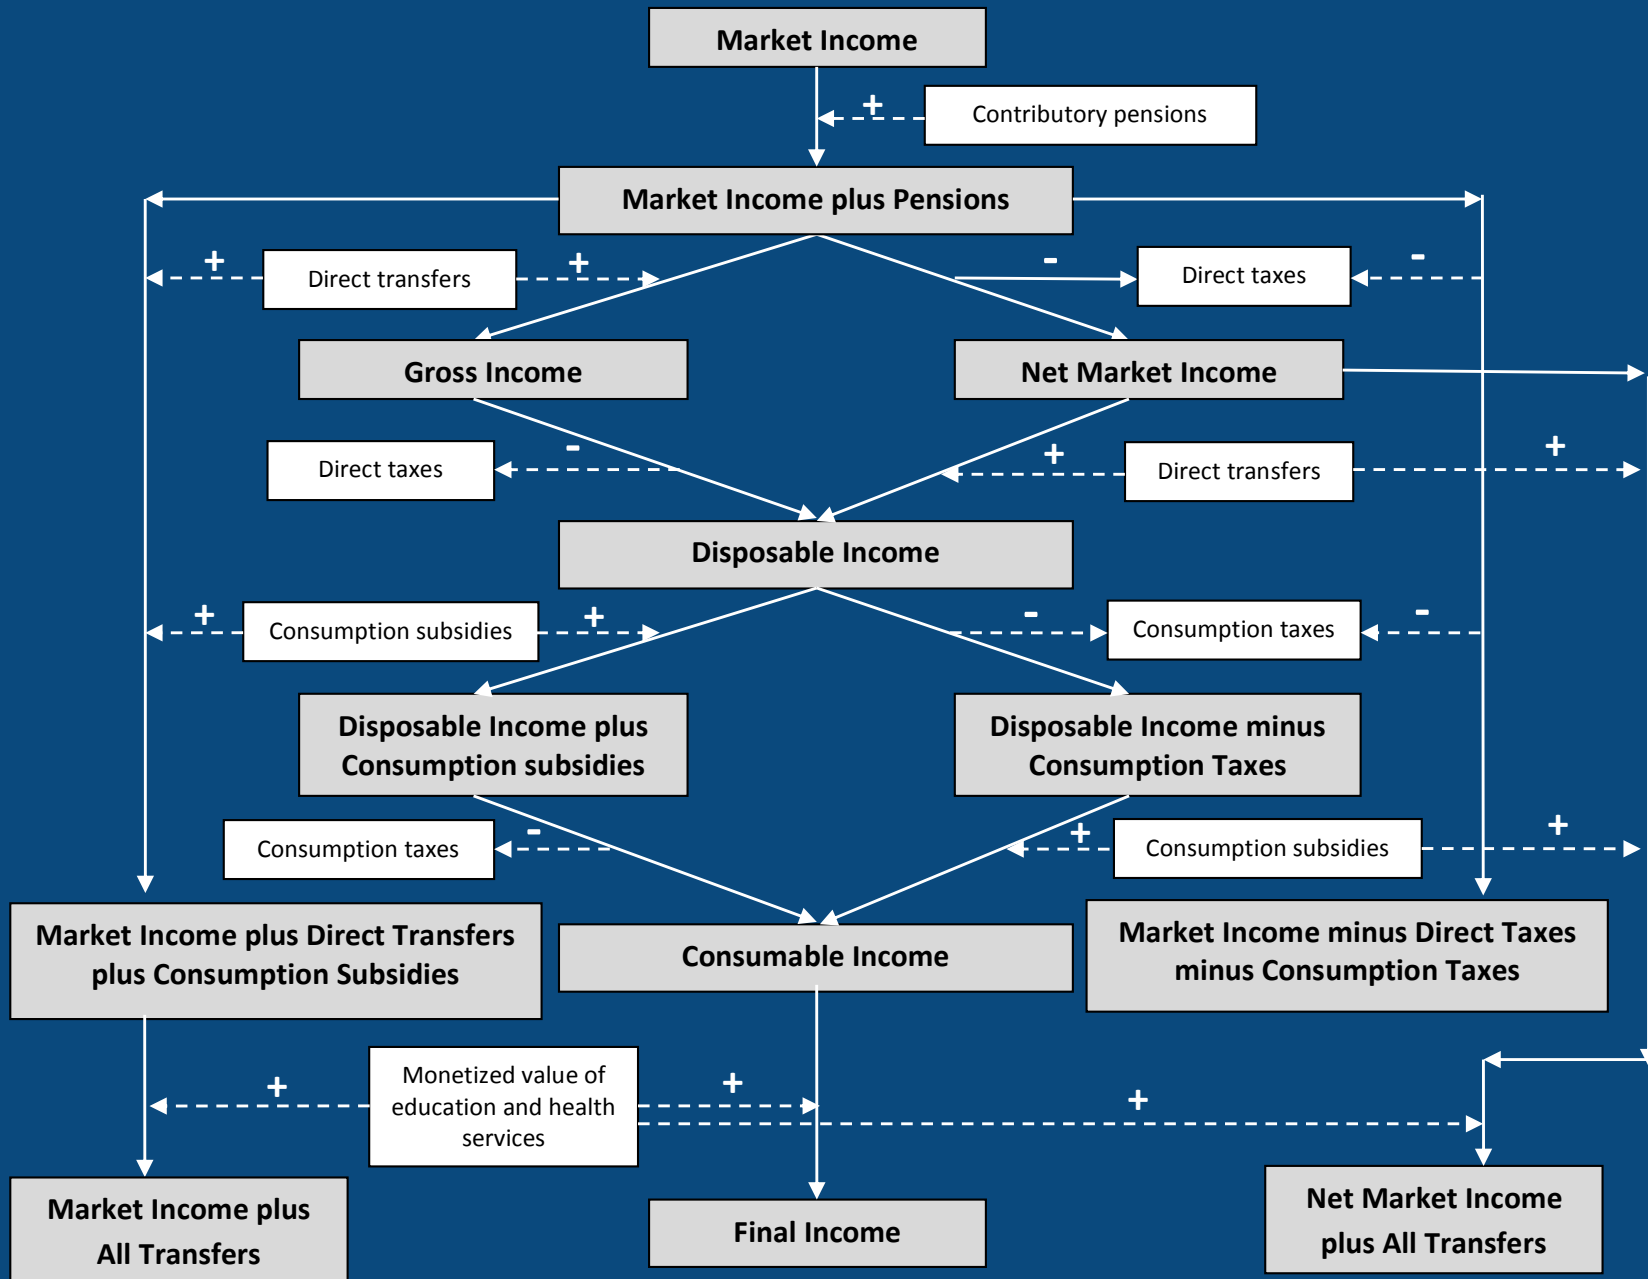 Market Income
+
Contributory pensions
Market Income plus Pensions
+
Direct transfers
+
-
Direct taxes
-
Gross Income
Net Market Income
Direct taxes
-
+
Direct transfers
+
Disposable Income
+
Consumption subsidies
+
-
Consumption taxes
-
Disposable Income plus
Consumption subsidies
Disposable Income minus
Consumption Taxes
Consumption taxes
-
+
Consumption subsidies
+
Market Income plus Direct Transfers
plus Consumption Subsidies
Consumable Income
Market Income minus Direct Taxes
minus Consumption Taxes
+
Monetized value of
education and health
services
+
+
Market Income plus
All Transfers
Final Income
Net Market Income
plus All Transfers